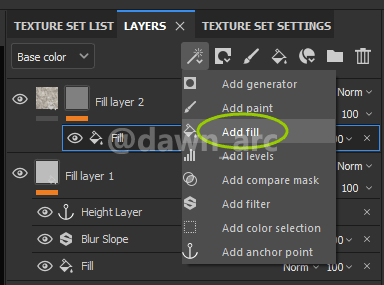 TEXTURE SET LIST LAYERS × TEXTURE SET SETTINGS
Base color
Add generator
Fill layer 2 Norm
Add paint
100
Fill Add fill 00 ×
@dawn_arc
Add levels
Fill layer 1 Norm
Add compare mask
100
Height Layer Add filter ×
Add color selection
Blur Slope 00 ×
Add anchor point
Fill Norm 100 ×